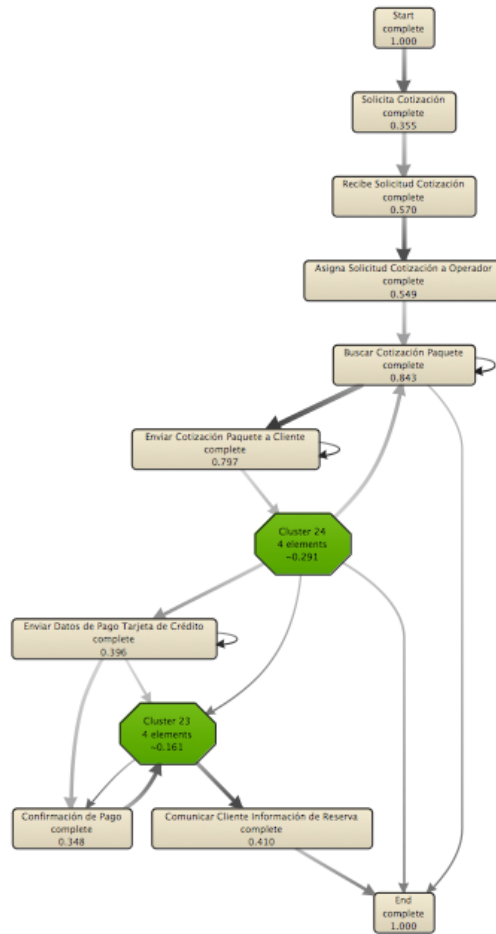 Start
complete
1.000
Solicita Cotización
complete
0.355
Recibe Solicitud Cotización
complete
0.570
Asigna Solicitud Cotización a Operador
complete
0.549
Buscar Cotización Paquete
complete
0.843
Enviar Cotización Paquete a Cliente
complete
0.797
Cluster 24
4 elements
~0.291
Enviar Datos de Pago Tarjeta de Crédito
complete
0.396
Cluster 23
4 elements
~0.161
Confirmación de Pago
complete
0.348
Comunicar Cliente Información de Reserva
complete
0.410
End
complete
1.000